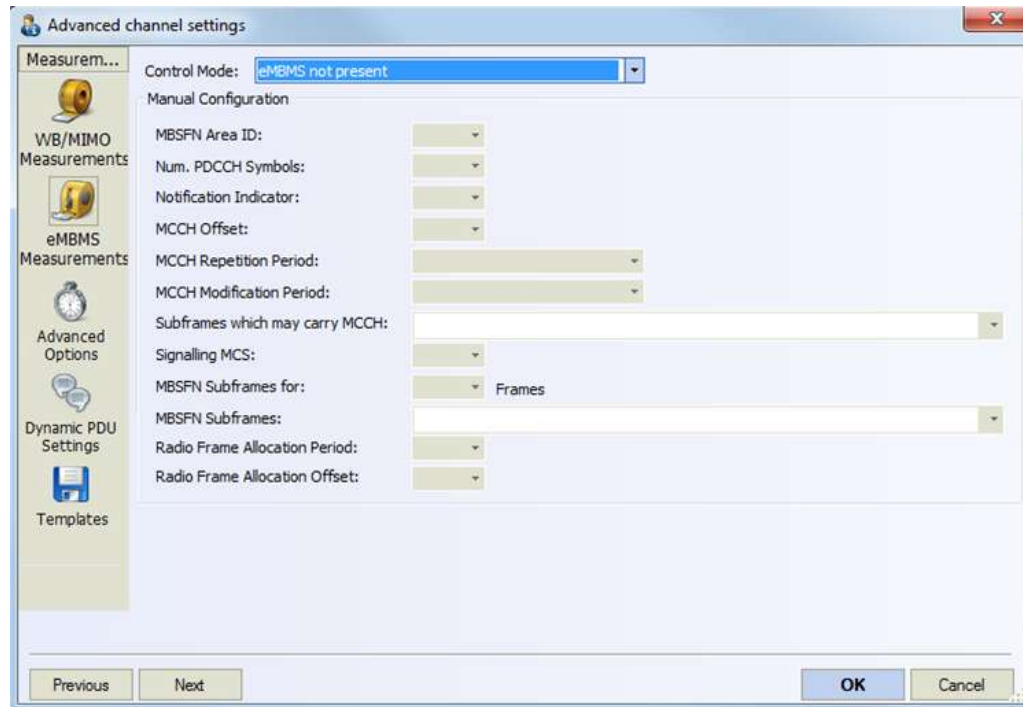 Advanced channel settings
Measurem...
WB/MIMO
Measurements
eMBMS
Measurements
Advanced
Options
Dynamic PDU
Settings
Templates
Control Mode: eMBMS not present
Manual Configuration
MBSFN Area ID:
Num. PDCCH Symbols:
Notification Indicator:
MCCH Offset:
MCCH Repetition Period:
MCCH Modification Period:
Subframes which may carry MCCH:
Signalling MCS:
MBSFN Subframes for: Frames
MBSFN Subframes:
Radio Frame Allocation Period:
Radio Frame Allocation Offset:
Previous Next OK Cancel